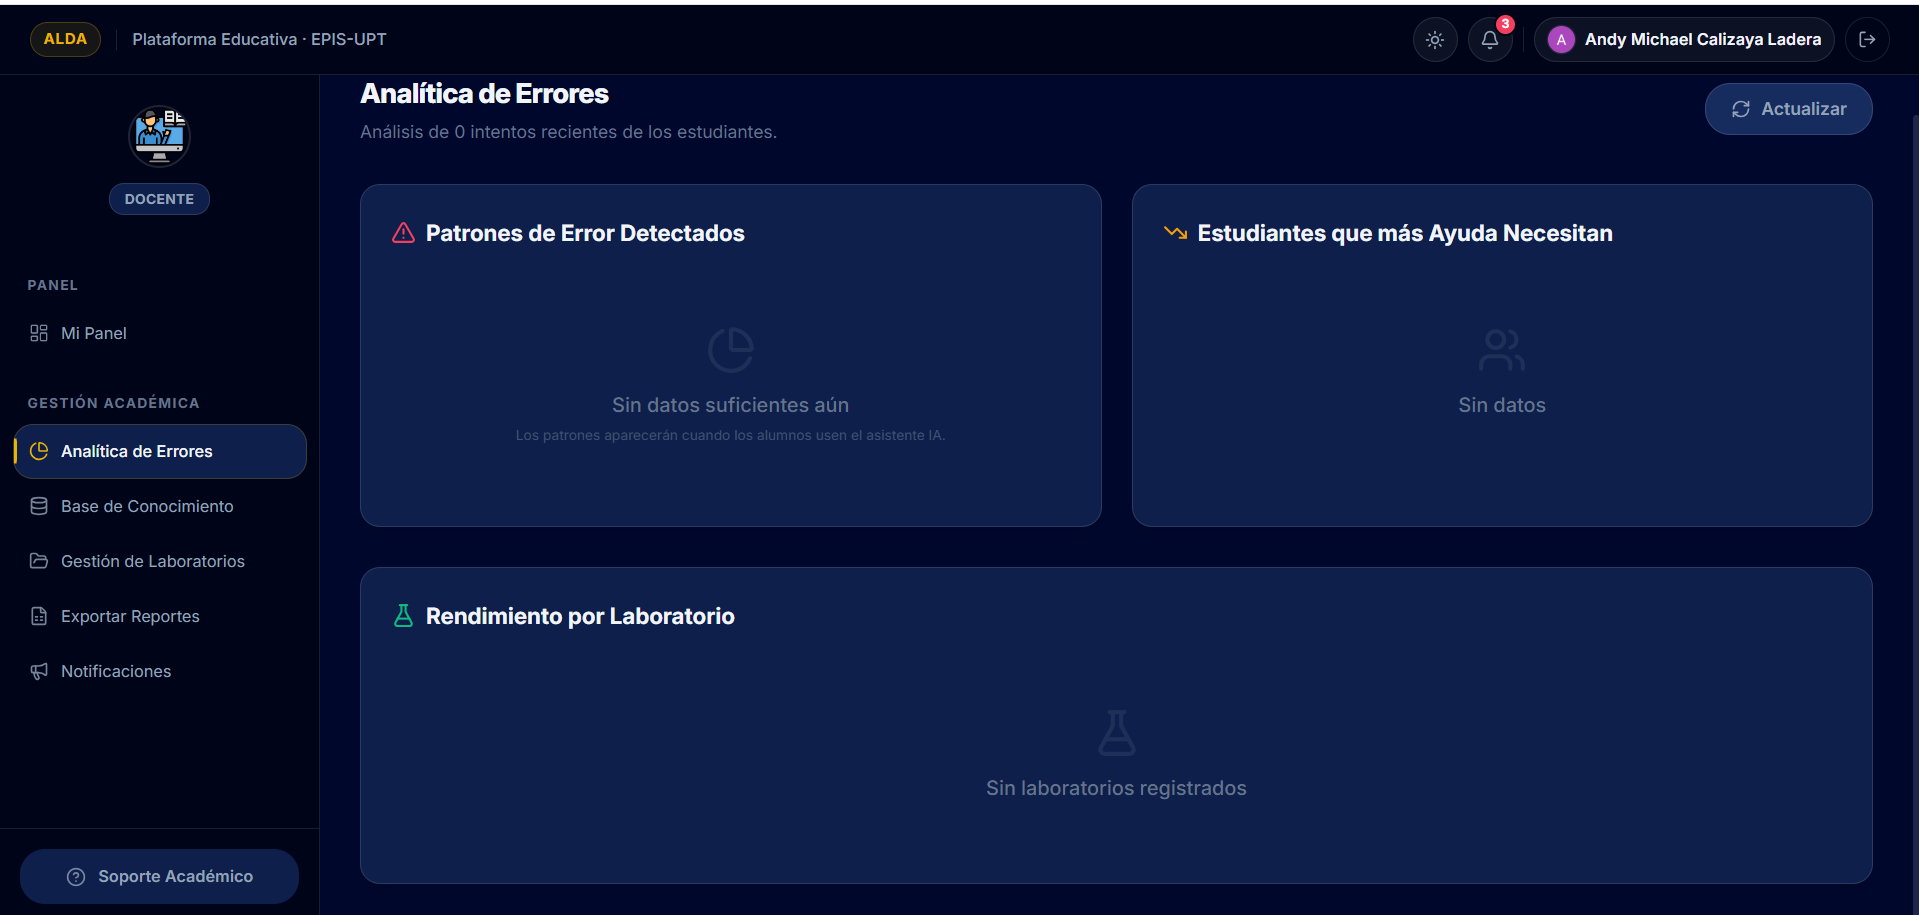 ALDA
Plataforma Educativa · EPIS-UPT
3
A
Andy Michael Calizaya Ladera
DOCENTE
PANEL
Mi Panel
GESTIÓN ACADÉMICA
Analítica de Errores
Base de Conocimiento
Gestión de Laboratorios
Exportar Reportes
Notificaciones
Soporte Académico
Analítica de Errores
Análisis de 0 intentos recientes de los estudiantes.
Actualizar
Patrones de Error Detectados
Sin datos suficientes aún
Los patrones aparecerán cuando los alumnos usen el asistente IA.
Estudiantes que más Ayuda Necesitan
Sin datos
Rendimiento por Laboratorio
Sin laboratorios registrados